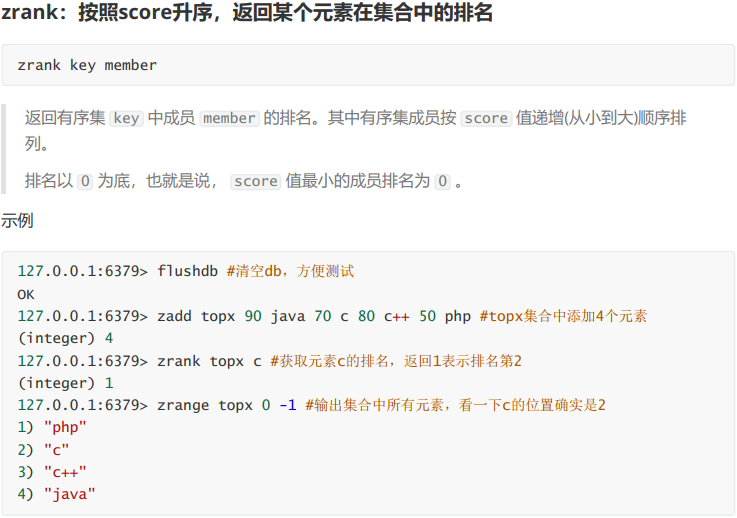 zrank：按照score升序，返回某个元素在集合中的排名
zrank key member
返回有序集 key 中成员 member 的排名。其中有序集成员按 score 值递增(从小到大)顺序排
列。
排名以 0 为底，也就是说， score 值最小的成员排名为 0 。
示例
127.0.0.1:6379> flushdb #清空db，方便测试
OK
127.0.0.1:6379> zadd topx 90 java 70 c 80 c++ 50 php #topx集合中添加4个元素
(integer) 4
127.0.0.1:6379> zrank topx c #获取元素c的排名，返回1表示排名第2
(integer) 1
127.0.0.1:6379> zrange topx 0 -1 #输出集合中所有元素，看一下c的位置确实是2
1) "php"
2) "c"
3) "c++"
4) "java"